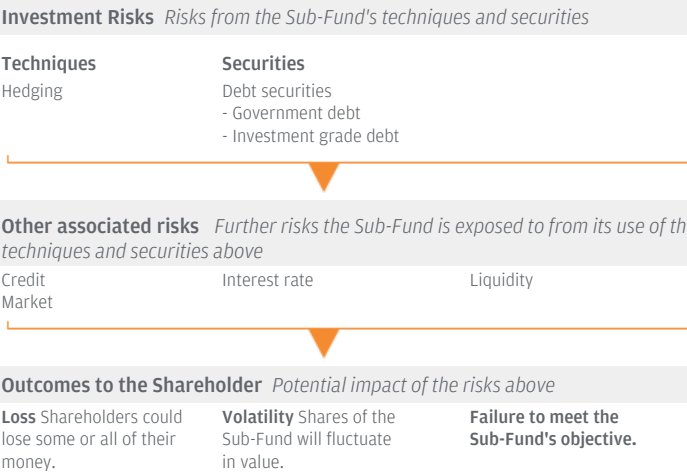 Investment Risks Risks from the Sub-Fund's techniques and securities
Techniques
Hedging
Securities
Debt securities
- Government debt
- Investment grade debt
Other associated risks Further risks the Sub-Fund is exposed to from its use of th
techniques and securities above
Credit
Market
Interest rate
Liquidity
Outcomes to the Shareholder Potential impact of the risks above
Loss Shareholders could
lose some or all of their
money.
Volatility Shares of the
Sub-Fund will fluctuate
in value.
Failure to meet the
Sub-Fund's objective.